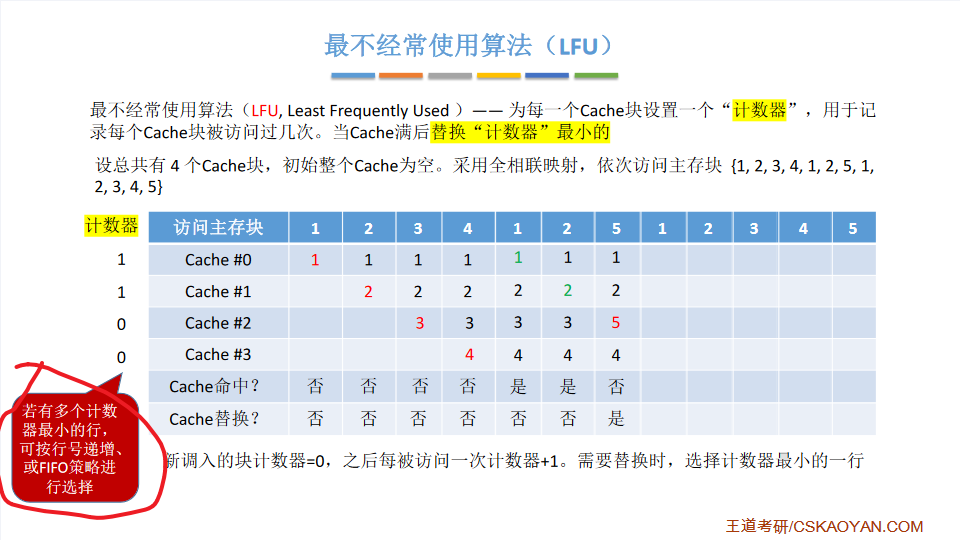 最不经常使用算法（LFU）
最不经常使用算法（LFU, Least Frequently Used ）—— 为每一个Cache块设置一个“计数器”，用于记
录每个Cache块被访问过几次。当Cache满后替换“计数器”最小的
设总共有 4 个Cache块，初始整个Cache为空。采用全相联映射，依次访问主存块 {1, 2, 3, 4, 1, 2, 5, 1,
2, 3, 4, 5}
计数器 访问主存块 1 2 3 4 1 2 5 1 2 3 4 5
1 Cache #0 1 1 1 1 1 1 1
1 Cache #1 2 2 2 2 2 2
0 Cache #2 3 3 3 3 5
0 Cache #3 4 4 4 4
Cache命中？ 否 否 否 否 是 是 否
Cache替换？ 否 否 否 否 否 否 是
若有多个计数
器最小的行，
可按行号递增、
或FIFO策略进
行选择
新调入的块计数器=0，之后每被访问一次计数器+1。需要替换时，选择计数器最小的一行
王道考研/CSKAOYAN.COM